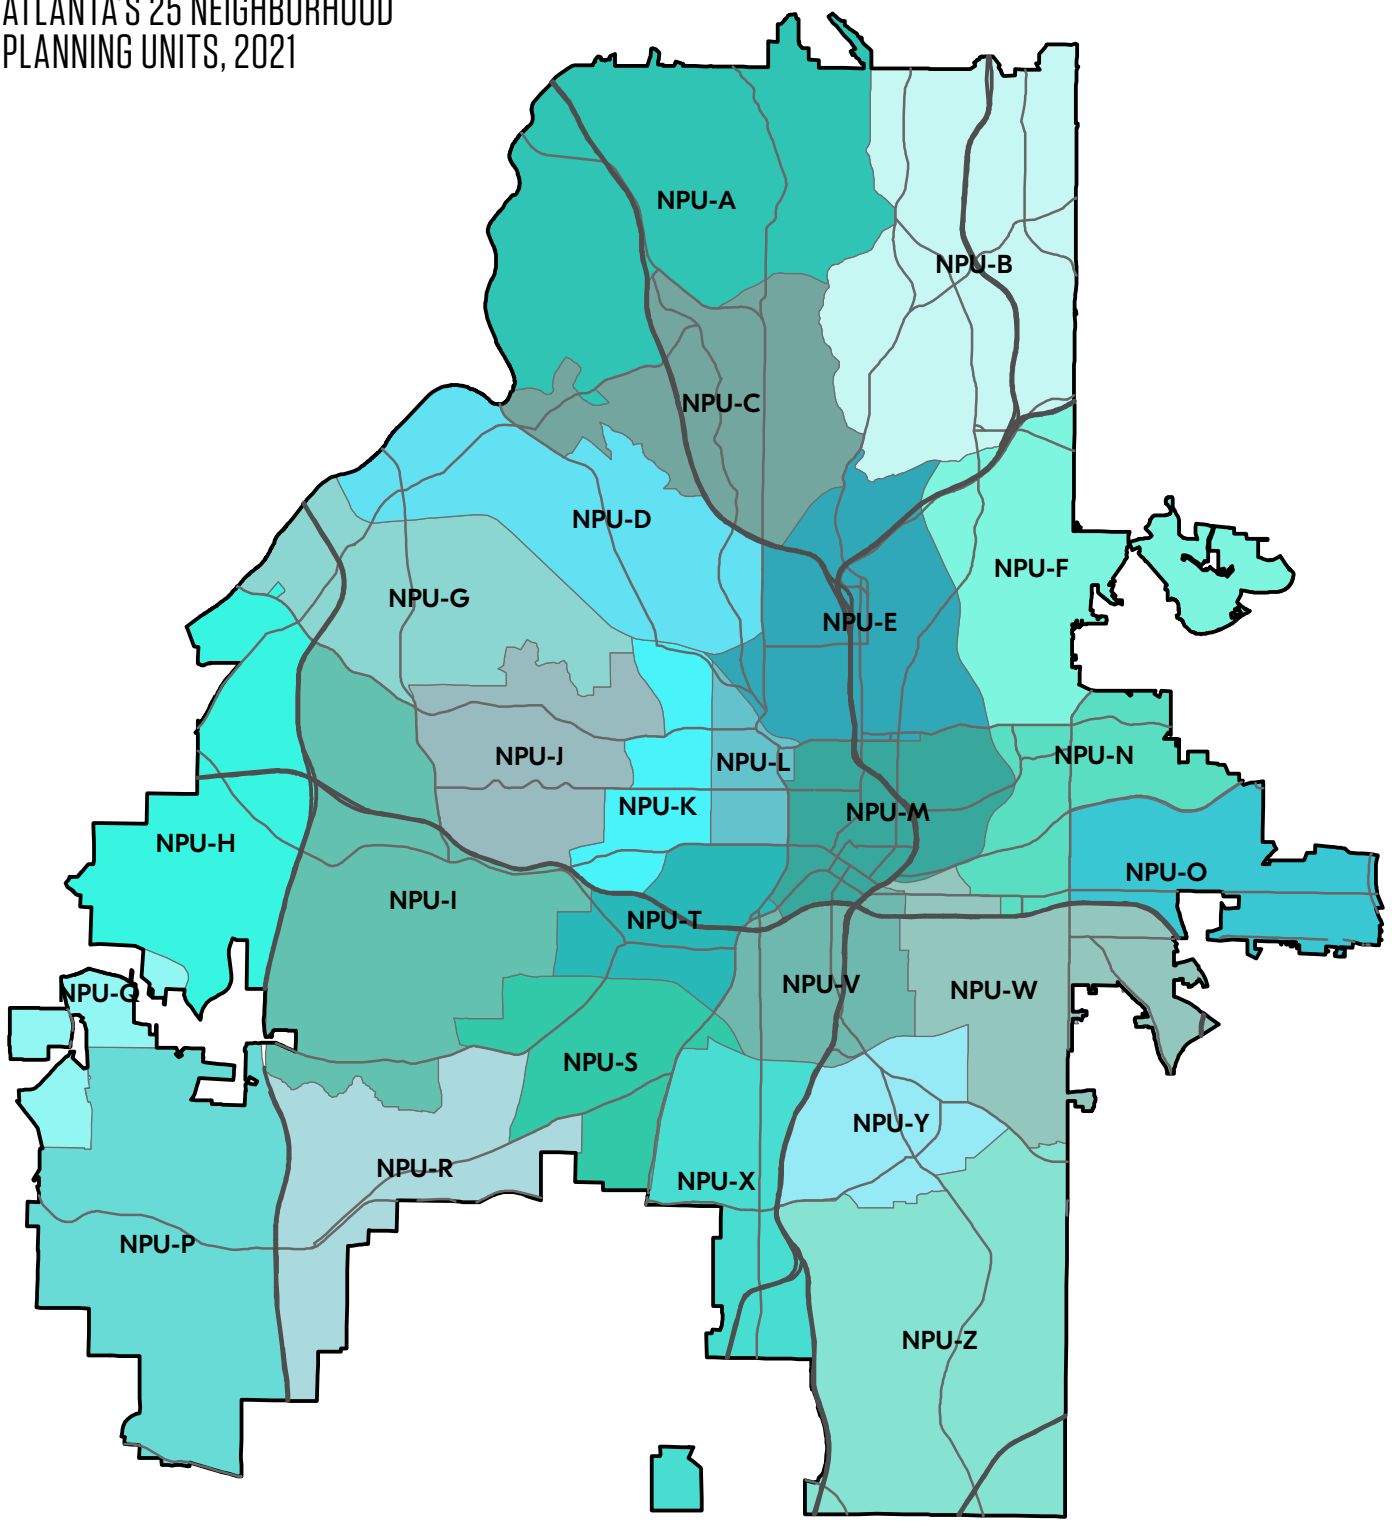 ATLANTA'S 25 NEIGHBORHOOD
PLANNING UNITS, 2021
NPU-A
NPU-B
NPU-C
NPU-D
NPU-F
NPU-G
NPU-E
NPU-J
NPU-L
NPU-N
NPU-K
NPU-M
NPU-H
NPU-O
NPU-I
NPU-T
NPU-V
NPU-W
NPU-Q
NPU-S
NPU-Y
NPU-R
NPU-X
NPU-P
NPU-Z